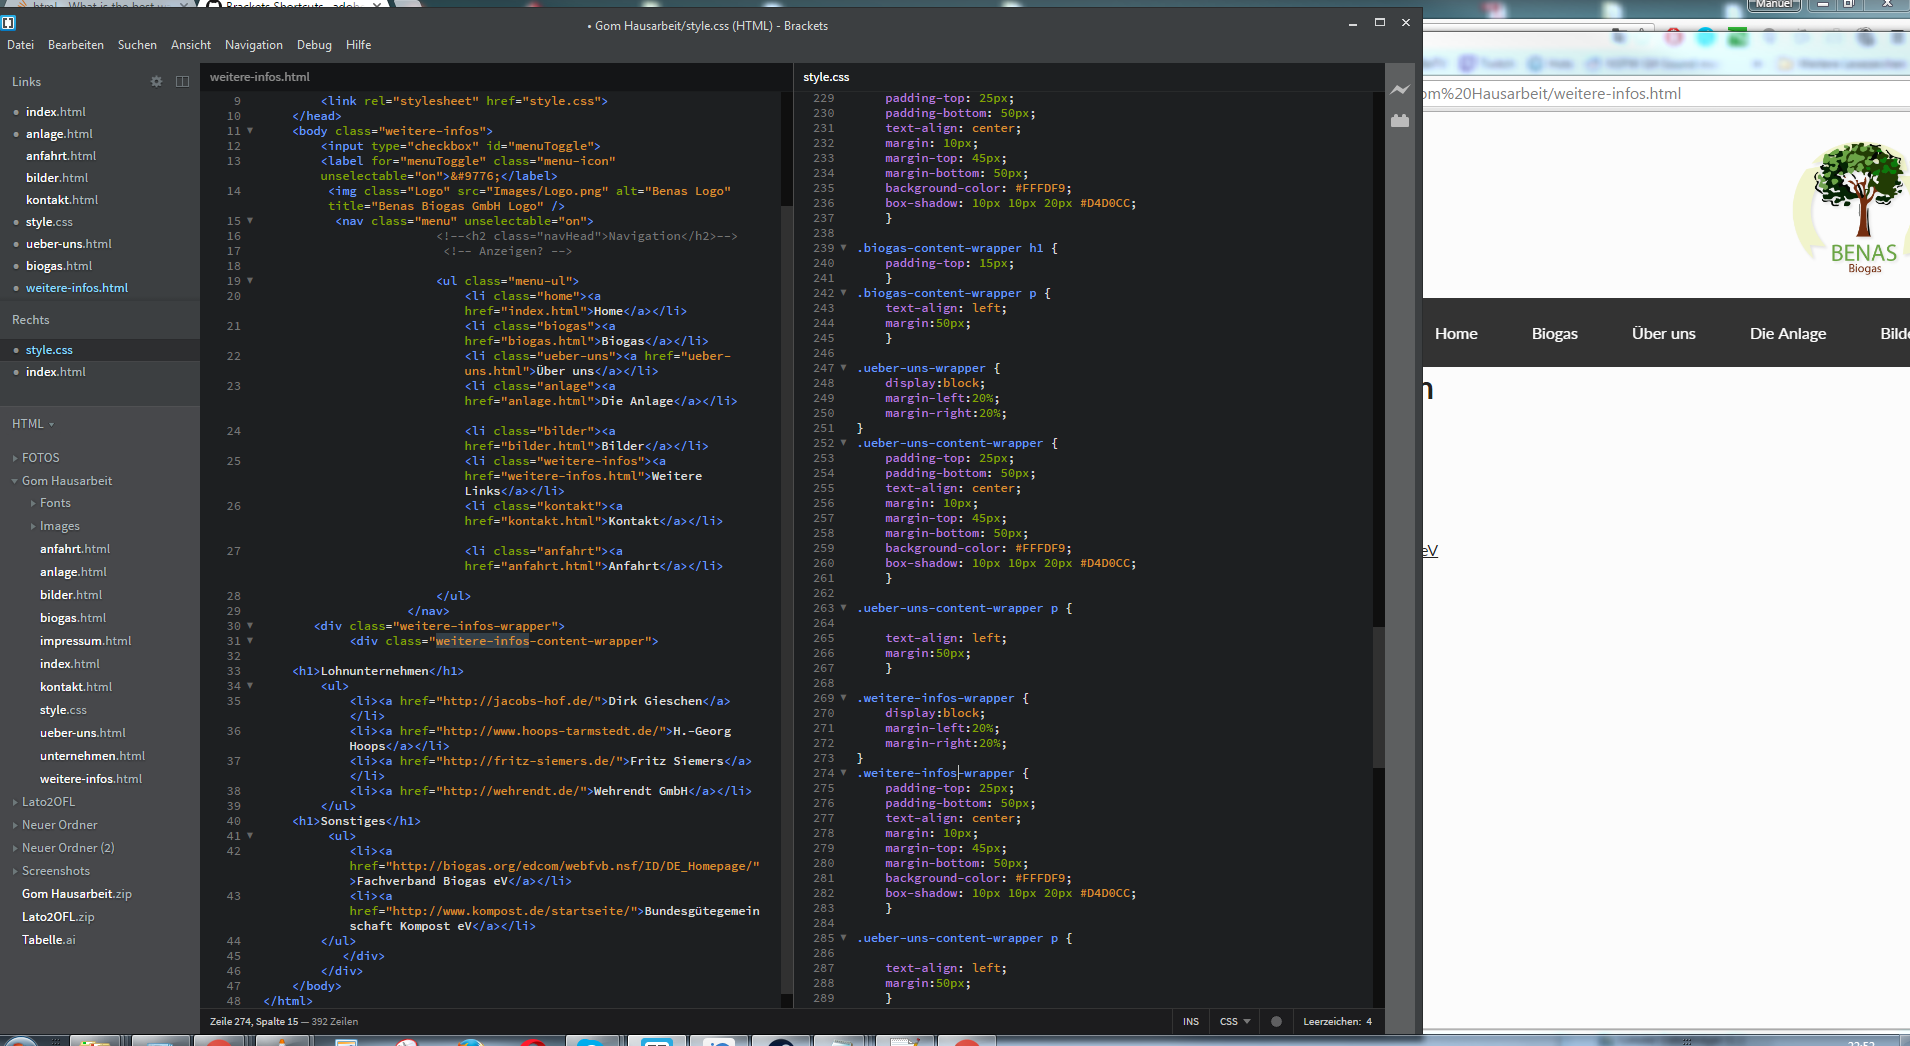 html - What is the best w
Brackets Shortcuts - adob
Manuel
• Gom Hausarbeit/style.css (HTML) - Brackets
Datei Bearbeiten Suchen Ansicht Navigation Debug Hilfe
Links
index.html
anlage.html
anfahrt.html
bilder.html
kontakt.html
style.css
ueber-uns.html
biogas.html
weitere-infos.html
Rechts
style.css
index.html
HTML
FOTOS
Gom Hausarbeit
Fonts
Images
anfahrt.html
anlage.html
bilder.html
biogas.html
impressum.html
index.html
kontakt.html
style.css
ueber-uns.html
unternehmen.html
weitere-infos.html
Lato2OFL
Neuer Ordner
Neuer Ordner (2)
Screenshots
Gom Hausarbeit.zip
Lato2OFL.zip
Tabelle.ai
weitere-infos.html
9 <link rel="stylesheet" href="style.css">
10 </head>
11 <body class="weitere-infos">
12 <input type="checkbox" id="menuToggle">
13 <label for="menuToggle" class="menu-icon"
unselectable="on">&#9776;</label>
14 <img class="Logo" src="Images/Logo.png" alt="Benas Logo"
title="Benas Biogas GmbH Logo" />
15 <nav class="menu" unselectable="on">
16 <!--<h2 class="navHead">Navigation</h2>-->
17 <!-- Anzeigen? -->
18
19 <ul class="menu-ul">
20 <li class="home"><a
href="index.html">Home</a></li>
21 <li class="biogas"><a
href="biogas.html">Biogas</a></li>
22 <li class="ueber-uns"><a href="ueber-
uns.html">Über uns</a></li>
23 <li class="anlage"><a
href="anlage.html">Die Anlage</a></li>
24 <li class="bilder"><a
href="bilder.html">Bilder</a></li>
25 <li class="weitere-infos"><a
href="weitere-infos.html">Weitere
Links</a></li>
26 <li class="kontakt"><a
href="kontakt.html">Kontakt</a></li>
27 <li class="anfahrt"><a
href="anfahrt.html">Anfahrt</a></li>
28 </ul>
29 </nav>
30 <div class="weitere-infos-wrapper">
31 <div class="weitere-infos-content-wrapper">
32
33 <h1>Lohnunternehmen</h1>
34 <ul>
35 <li><a href="http://jacobs-hof.de/">Dirk Gieschen</a>
</li>
36 <li><a href="http://www.hoops-tarmstedt.de/">H.-Georg
Hoops</a></li>
37 <li><a href="http://fritz-siemers.de/">Fritz Siemers</a>
</li>
38 <li><a href="http://wehrendt.de/">Wehrendt GmbH</a></li>
39 </ul>
40 <h1>Sonstiges</h1>
41 <ul>
42 <li><a
href="http://biogas.org/edcom/webfvb.nsf/ID/DE_Homepage/"
>Fachverband Biogas eV</a></li>
43 <li><a
href="http://www.kompost.de/startseite/">Bundesgütegemein
schaft Kompost eV</a></li>
44 </ul>
45 </div>
46 </div>
47 </body>
48 </html>
style.css
229 padding-top: 25px;
230 padding-bottom: 50px;
231 text-align: center;
232 margin: 10px;
233 margin-top: 45px;
234 margin-bottom: 50px;
235 background-color: #FFFDF9;
236 box-shadow: 10px 10px 20px #D4D0CC;
237 }
238
239 .biogas-content-wrapper h1 {
240 padding-top: 15px;
241 }
242 .biogas-content-wrapper p {
243 text-align: left;
244 margin:50px;
245 }
246
247 .ueber-uns-wrapper {
248 display:block;
249 margin-left:20%;
250 margin-right:20%;
251 }
252 .ueber-uns-content-wrapper {
253 padding-top: 25px;
254 padding-bottom: 50px;
255 text-align: center;
256 margin: 10px;
257 margin-top: 45px;
258 margin-bottom: 50px;
259 background-color: #FFFDF9;
260 box-shadow: 10px 10px 20px #D4D0CC;
261 }
262
263 .ueber-uns-content-wrapper p {
264
265 text-align: left;
266 margin:50px;
267 }
268
269 .weitere-infos-wrapper {
270 display:block;
271 margin-left:20%;
272 margin-right:20%;
273 }
274 .weitere-infos-wrapper {
275 padding-top: 25px;
276 padding-bottom: 50px;
277 text-align: center;
278 margin: 10px;
279 margin-top: 45px;
280 margin-bottom: 50px;
281 background-color: #FFFDF9;
282 box-shadow: 10px 10px 20px #D4D0CC;
283 }
284
285 .ueber-uns-content-wrapper p {
286
287 text-align: left;
288 margin:50px;
289 }
Zeile 274, Spalte 15 — 392 Zeilen
INS CSS Leerzeichen: 4
om%20Hausarbeit/weitere-infos.html
BENAS
Biogas
Home Biogas Über uns Die Anlage Bilde
n
eV